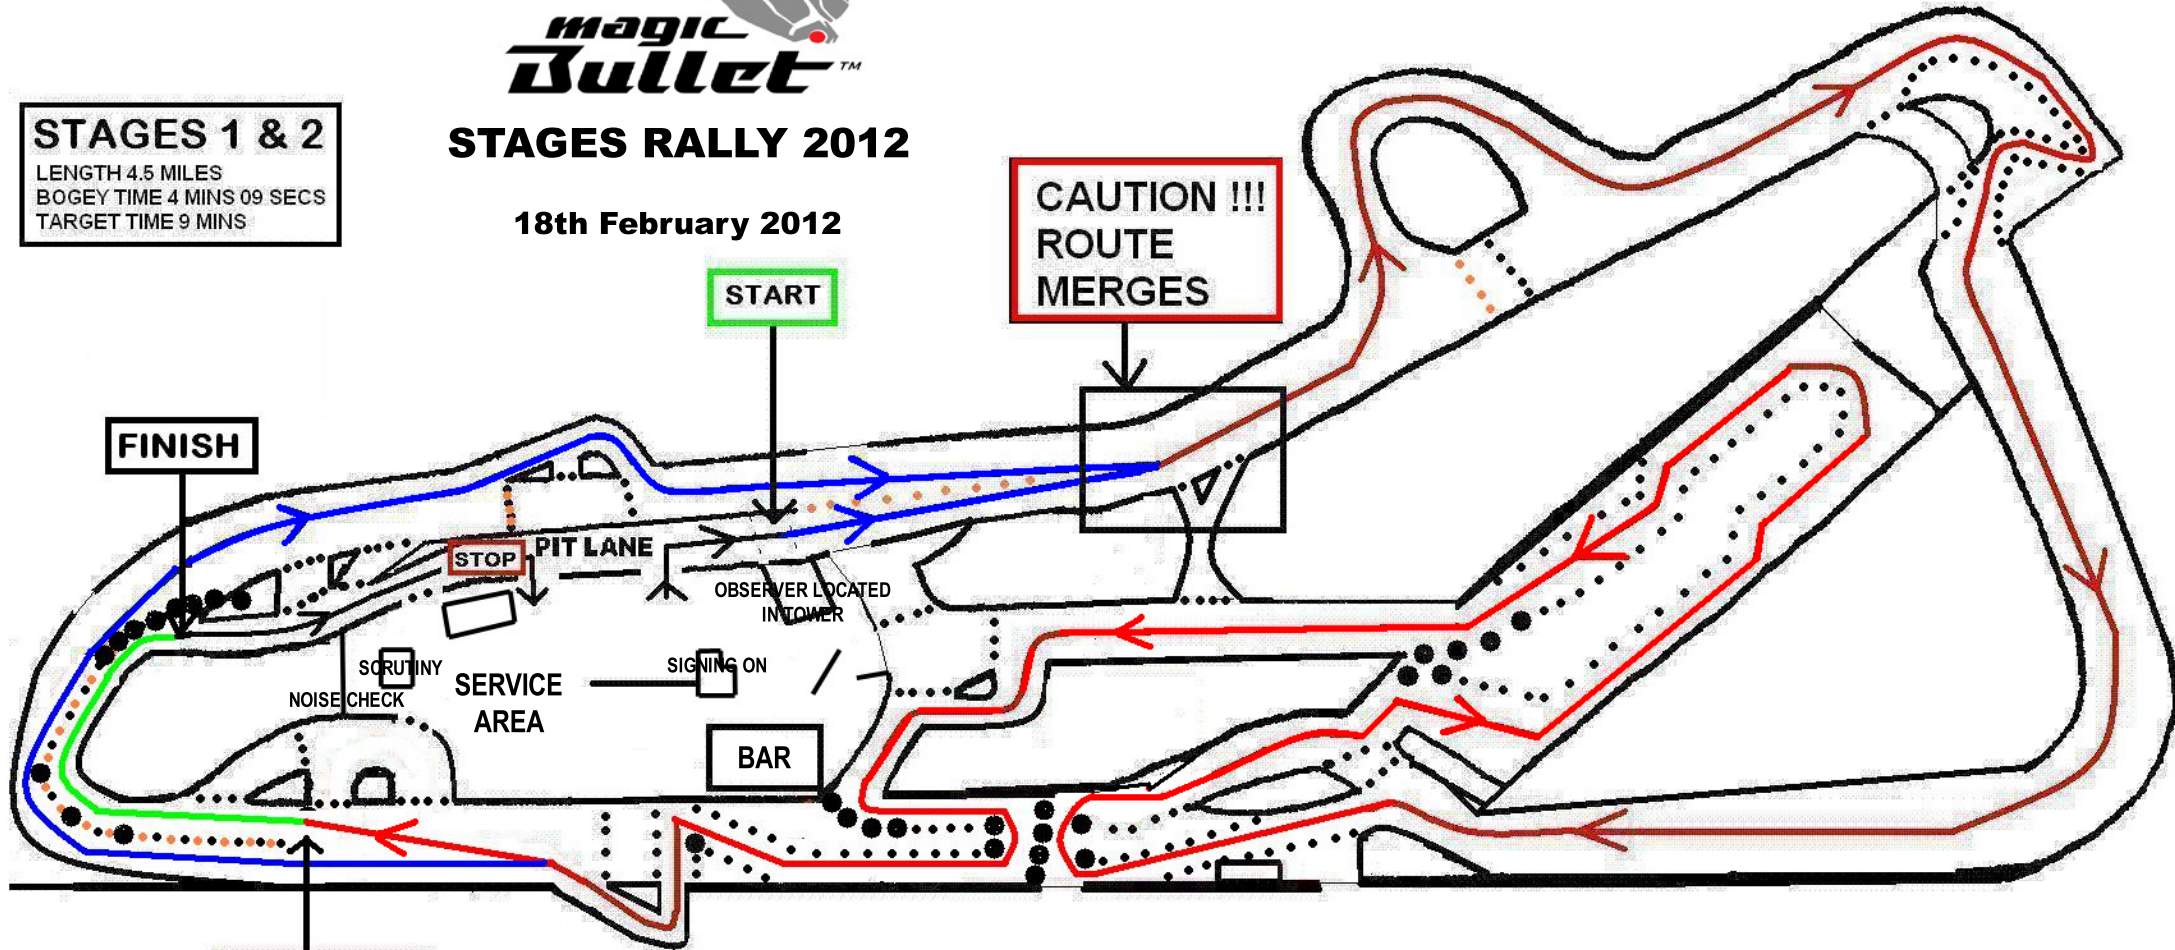 magic
Bullet™
STAGES RALLY 2012
18th February 2012
STAGES 1 & 2
LENGTH 4.5 MILES
BOGEY TIME 4 MINS 09 SECS
TARGET TIME 9 MINS
CAUTION !!!
ROUTE
MERGES
START
FINISH
STOP
PIT LANE
OBSERVER LOCATED
IN TOWER
SCRUTINY
SIGNING ON
NOISE CHECK
SERVICE
AREA
BAR